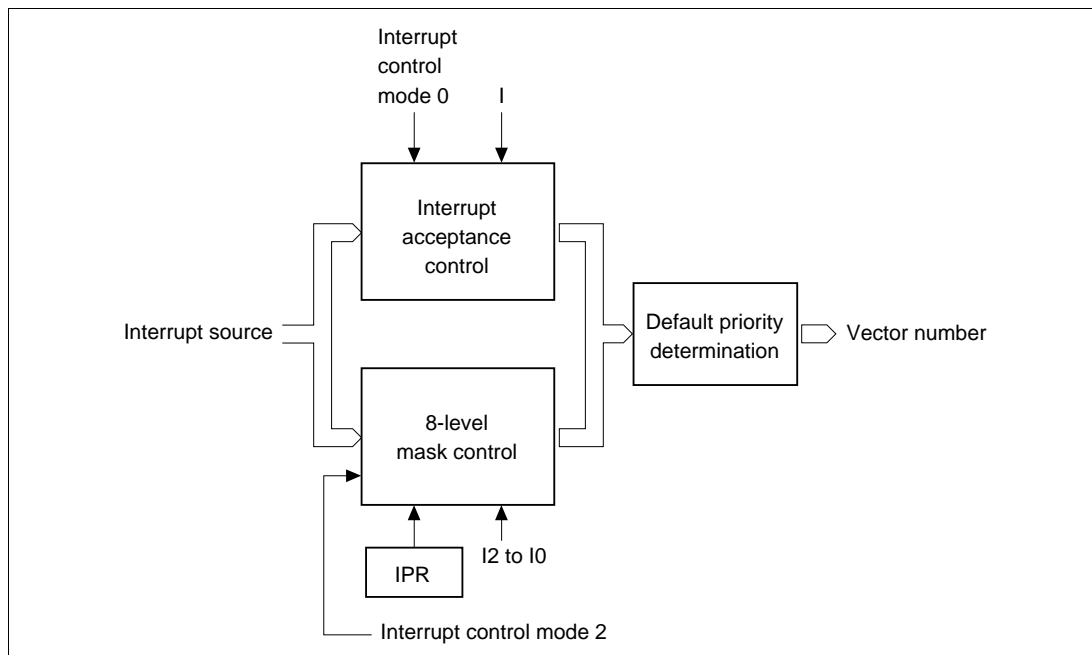 Interrupt
control
mode 0
I
Interrupt
acceptance
control
Interrupt source
Default priority
determination
Vector number
8-level
mask control
IPR
I2 to I0
Interrupt control mode 2